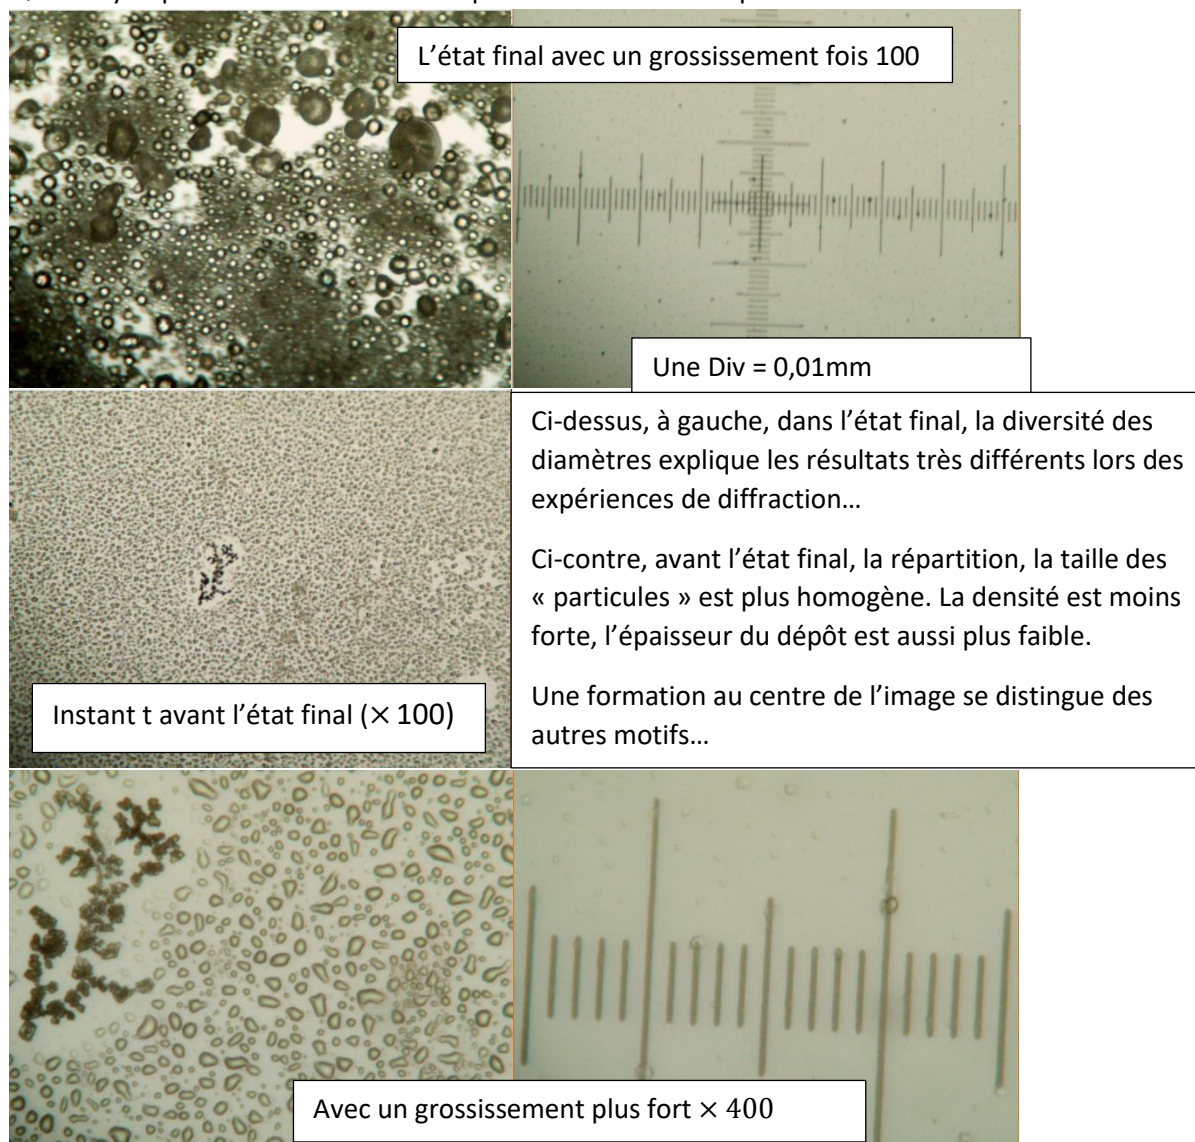 L’état final avec un grossissement fois 100
Une Div = 0,01mm
Ci-dessus, à gauche, dans l’état final, la diversité des
diamètres explique les résultats très différents lors des
expériences de diffraction…
Ci-contre, avant l’état final, la répartition, la taille des
« particules » est plus homogène. La densité est moins
forte, l’épaisseur du dépôt est aussi plus faible.
Une formation au centre de l’image se distingue des
autres motifs…
Instant t avant l’état final (× 100)
Avec un grossissement plus fort × 400